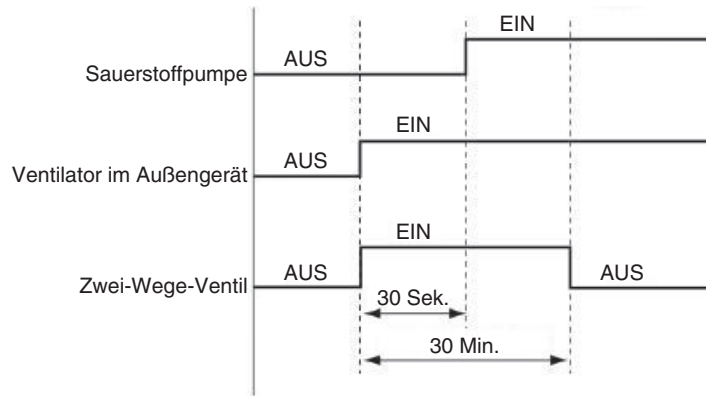 EIN
AUS
Sauerstoffpumpe
EIN
AUS
Ventilator im Außengerät
EIN
AUS
AUS
Zwei-Wege-Ventil
30 Sek.
30 Min.